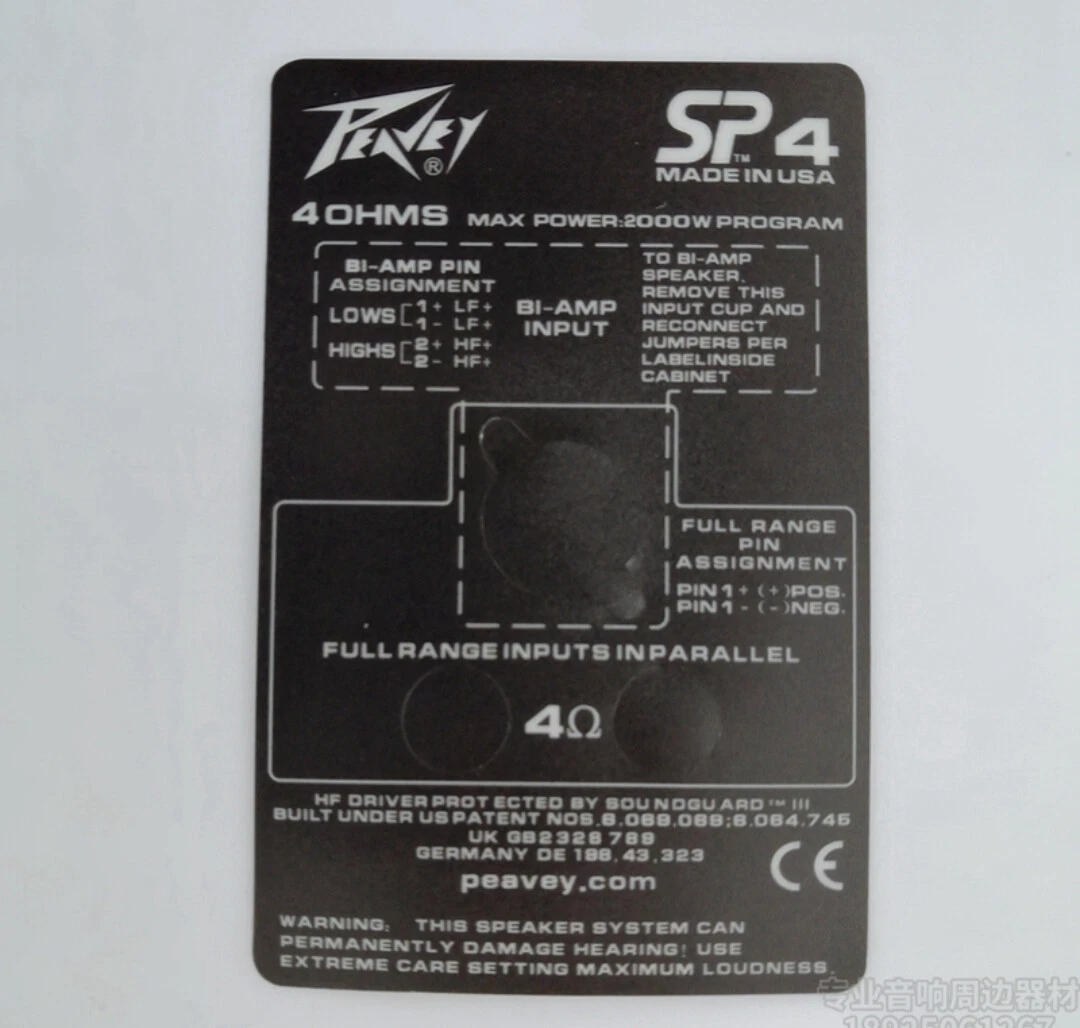 PEAVEY®
SP™4
MADE IN USA
4 OHMS MAX POWER:2000W PROGRAM
BI-AMP PIN
ASSIGNMENT
LOWS 1+ LF+
1- LF+
HIGHS 2+ HF+
2- HF+
BI-AMP
INPUT
TO BI-AMP
SPEAKER,
REMOVE THIS
INPUT CUP AND
RECONNECT
JUMPERS PER
LABELINSIDE
CABINET
FULL RANGE
PIN
ASSIGNMENT
PIN 1+ (+)POS.
PIN 1- (-)NEG.
FULL RANGE INPUTS IN PARALLEL
4Ω
HF DRIVER PROTECTED BY SOUNDGUARD™ III
BUILT UNDER US PATENT NOS.6.069.069;6.064.745
UK GB2326789
GERMANY DE 198.43.323
CE
peavey.com
WARNING: THIS SPEAKER SYSTEM CAN
PERMANENTLY DAMAGE HEARING! USE
EXTREME CARE SETTING MAXIMUM LOUDNESS.
专业音响周边器材